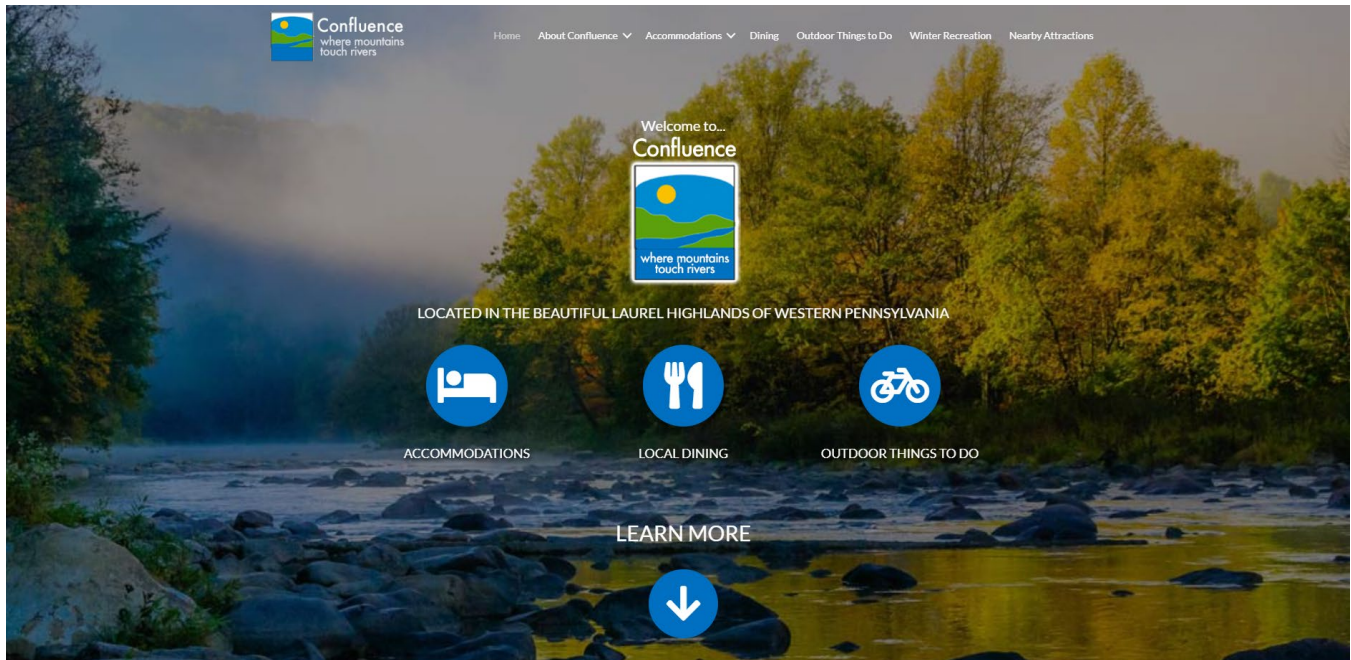 Confluence
where mountains
touch rivers
Home About Confluence Accommodations Dining Outdoor Things to Do Winter Recreation Nearby Attractions
Welcome to...
Confluence
where mountains
touch rivers
LOCATED IN THE BEAUTIFUL LAUREL HIGHLANDS OF WESTERN PENNSYLVANIA
ACCOMMODATIONS LOCAL DINING OUTDOOR THINGS TO DO
LEARN MORE